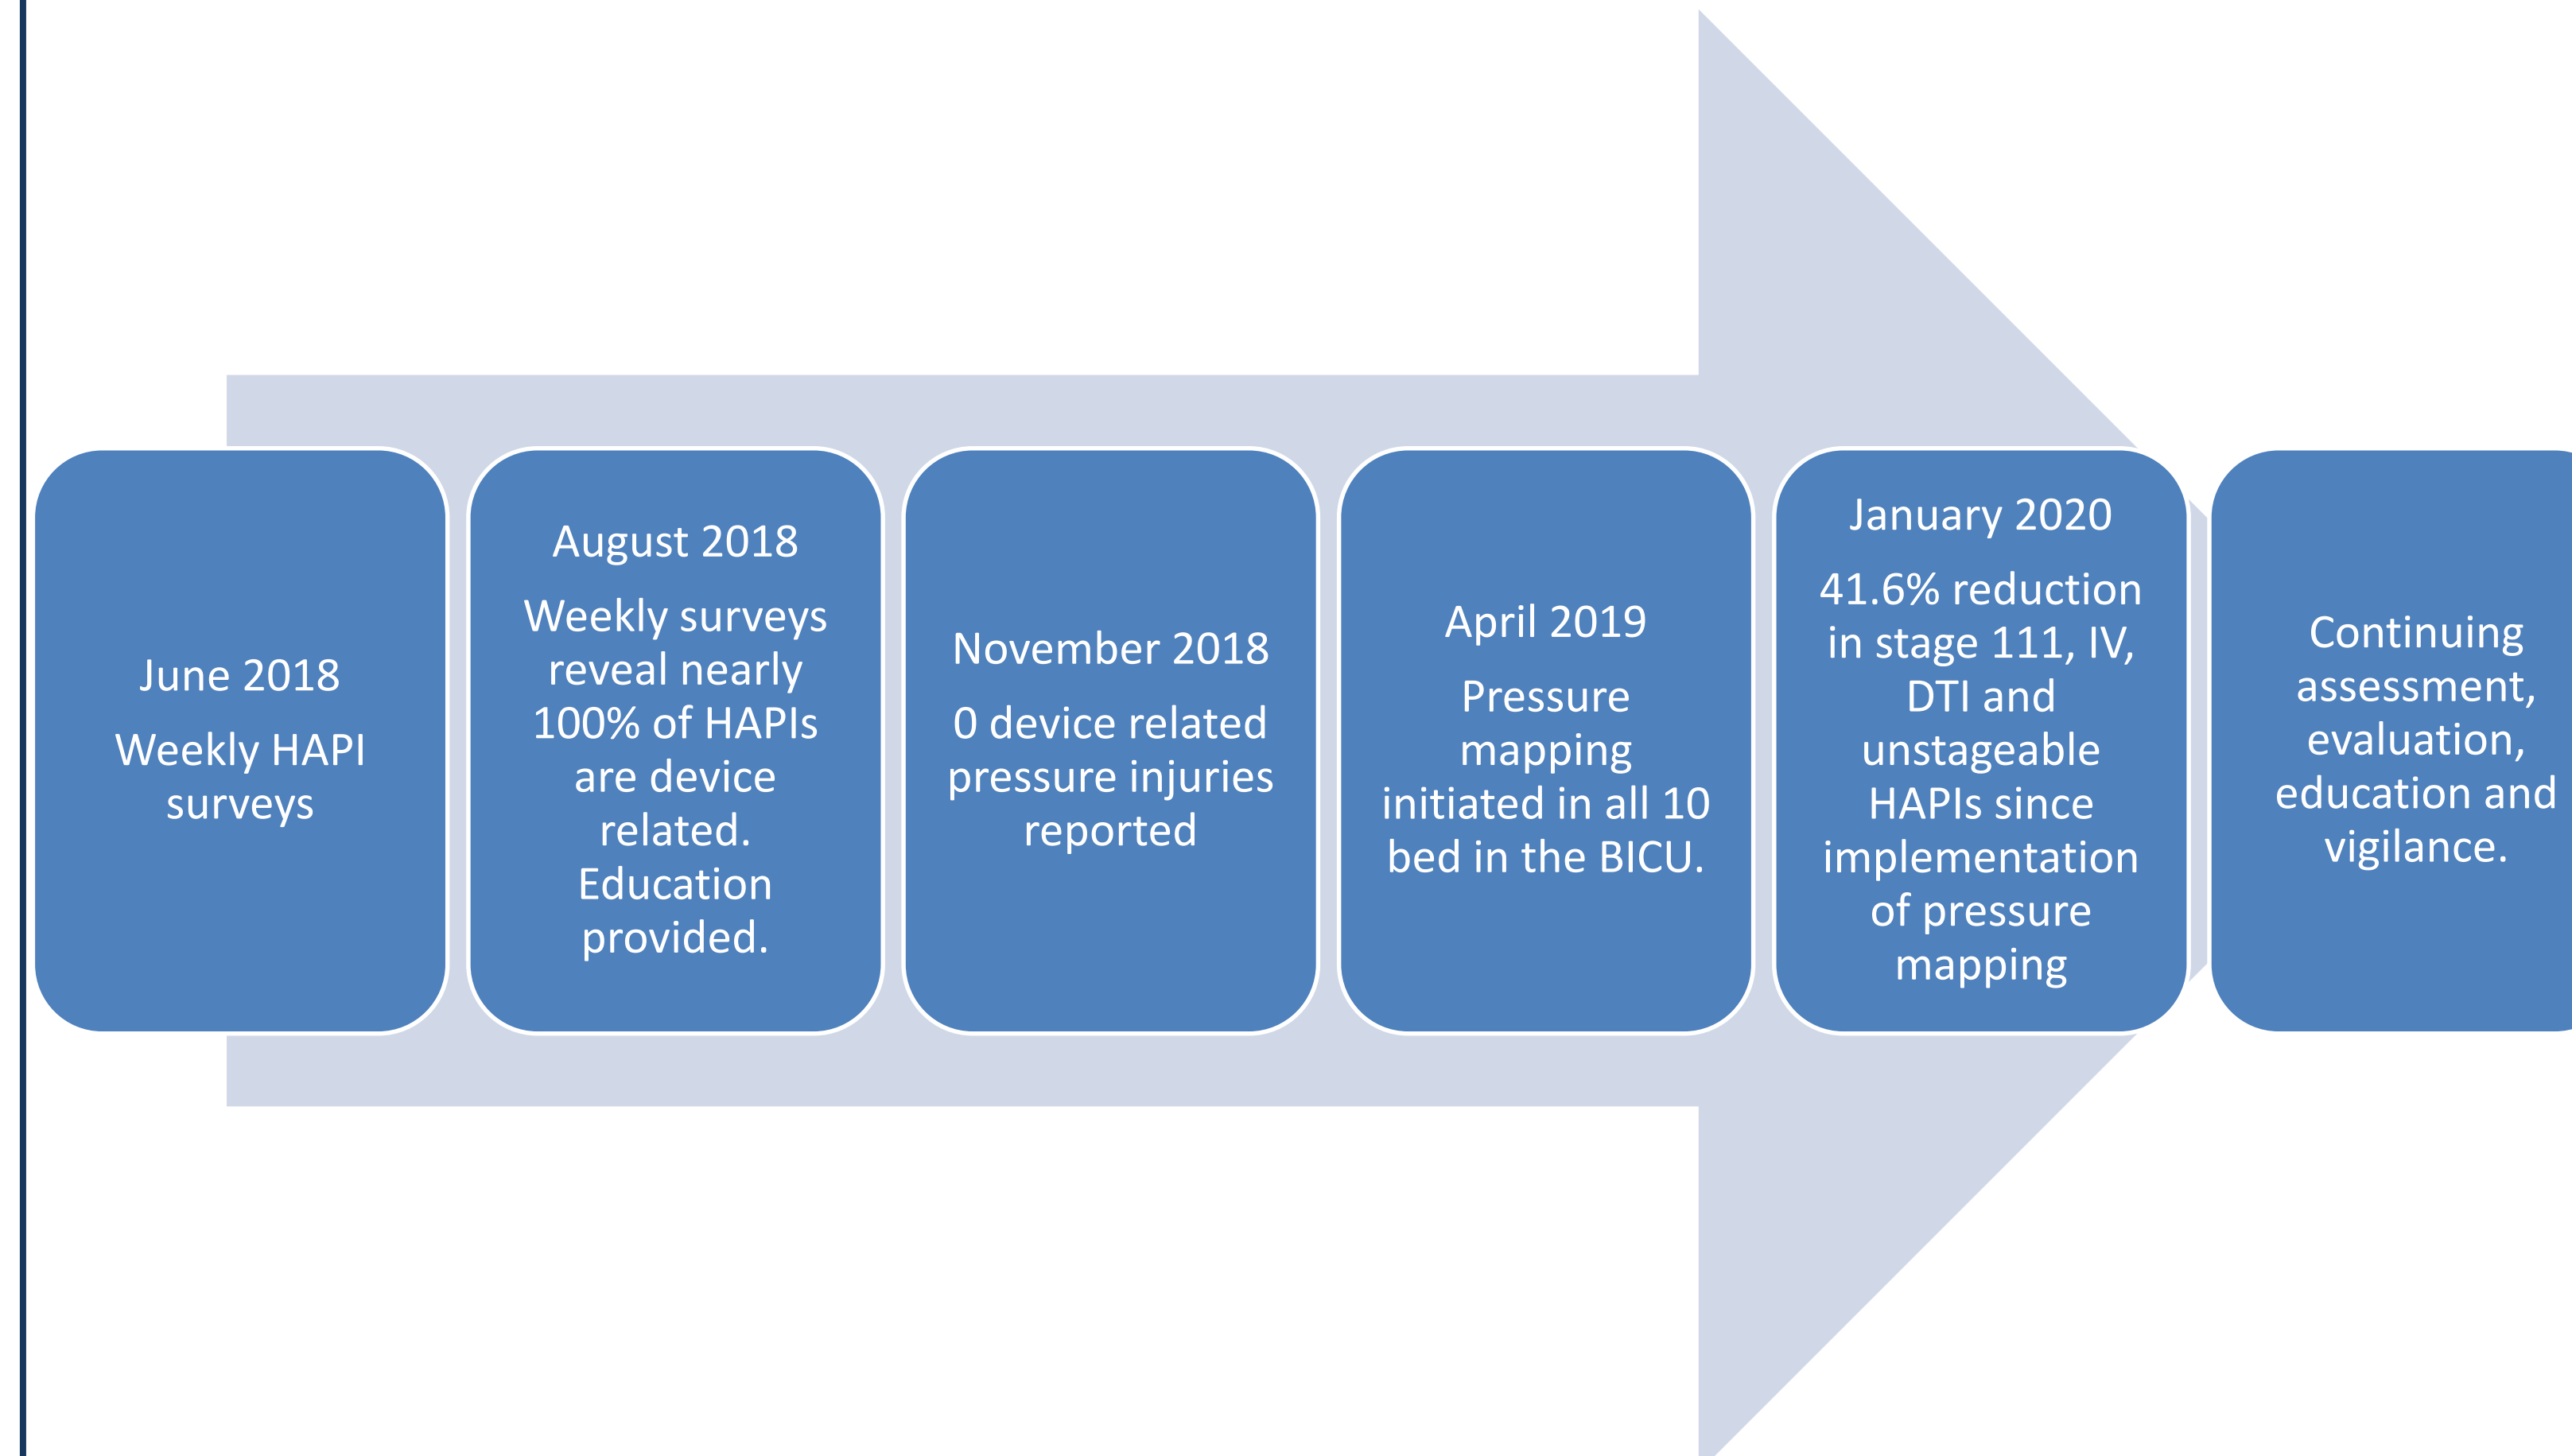 June 2018
Weekly HAPI
surveys
August 2018
Weekly surveys
reveal nearly
100% of HAPIs
are device
related.
Education
provided.
November 2018
0 device related
pressure injuries
reported
April 2019
Pressure
mapping
initiated in all 10
bed in the BICU.
January 2020
41.6% reduction
in stage 111, IV,
DTI and
unstageable
HAPIs since
implementation
of pressure
mapping
Continuing
assessment,
evaluation,
education and
vigilance.